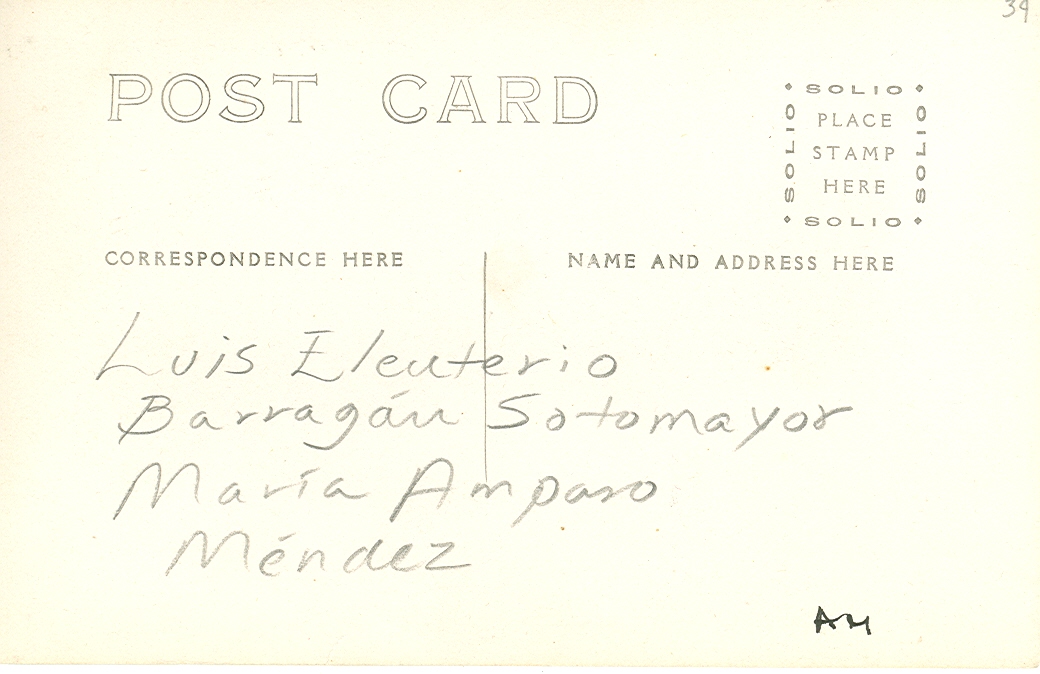 39
POST CARD
SOLIO
SOLIO PLACE SOLIO
STAMP
HERE
SOLIO
CORRESPONDENCE HERE
NAME AND ADDRESS HERE
Luis Eleuterio
Barragán Sotomayor
María Amparo
Méndez
AM